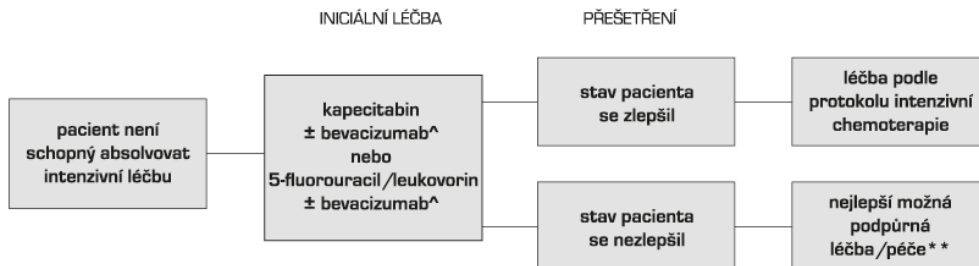 INICIÁLNÍ LÉČBA
PŘEŠETŘENÍ
pacient není
schopný absolvovat
intenzivní léčbu
kapecitabin
± bevacizumab^
nebo
5-fluorouracil/leukovorin
± bevacizumab^
stav pacienta
se zlepšil
léčba podle
protokolu intenzivní
chemoterapie
stav pacienta
se nezlepšil
nejlepší možná
podpůrná
léčba/péče**